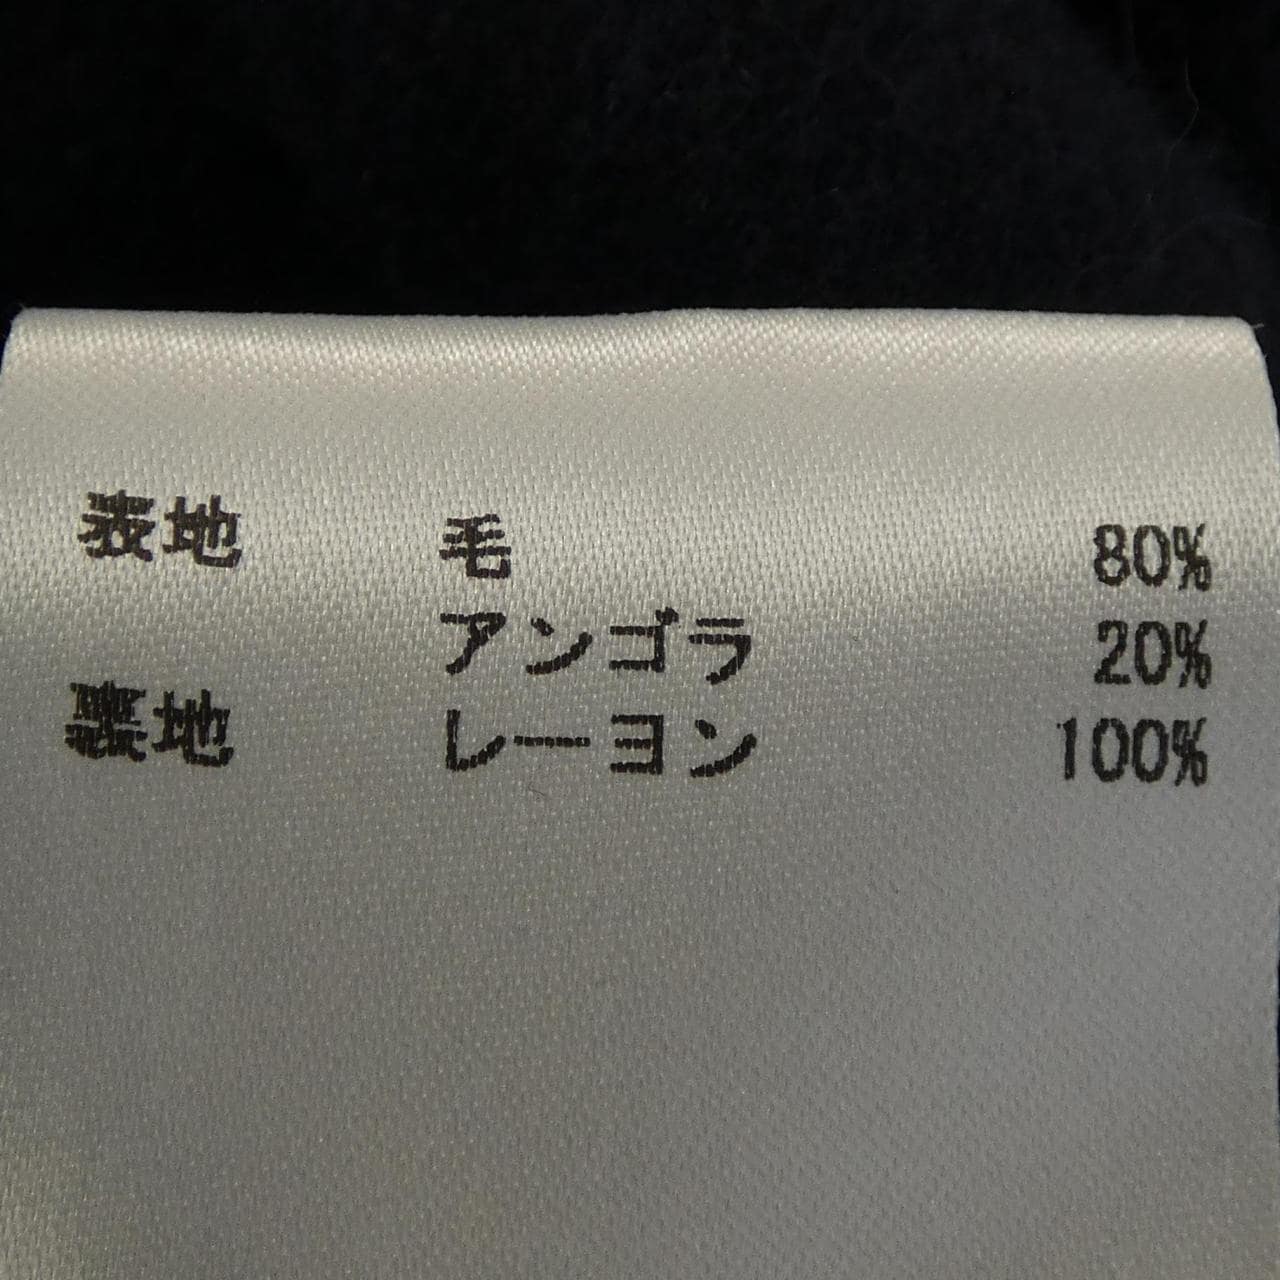 表地 毛 80%
アンゴラ 20%
裏地 レーヨン 100%